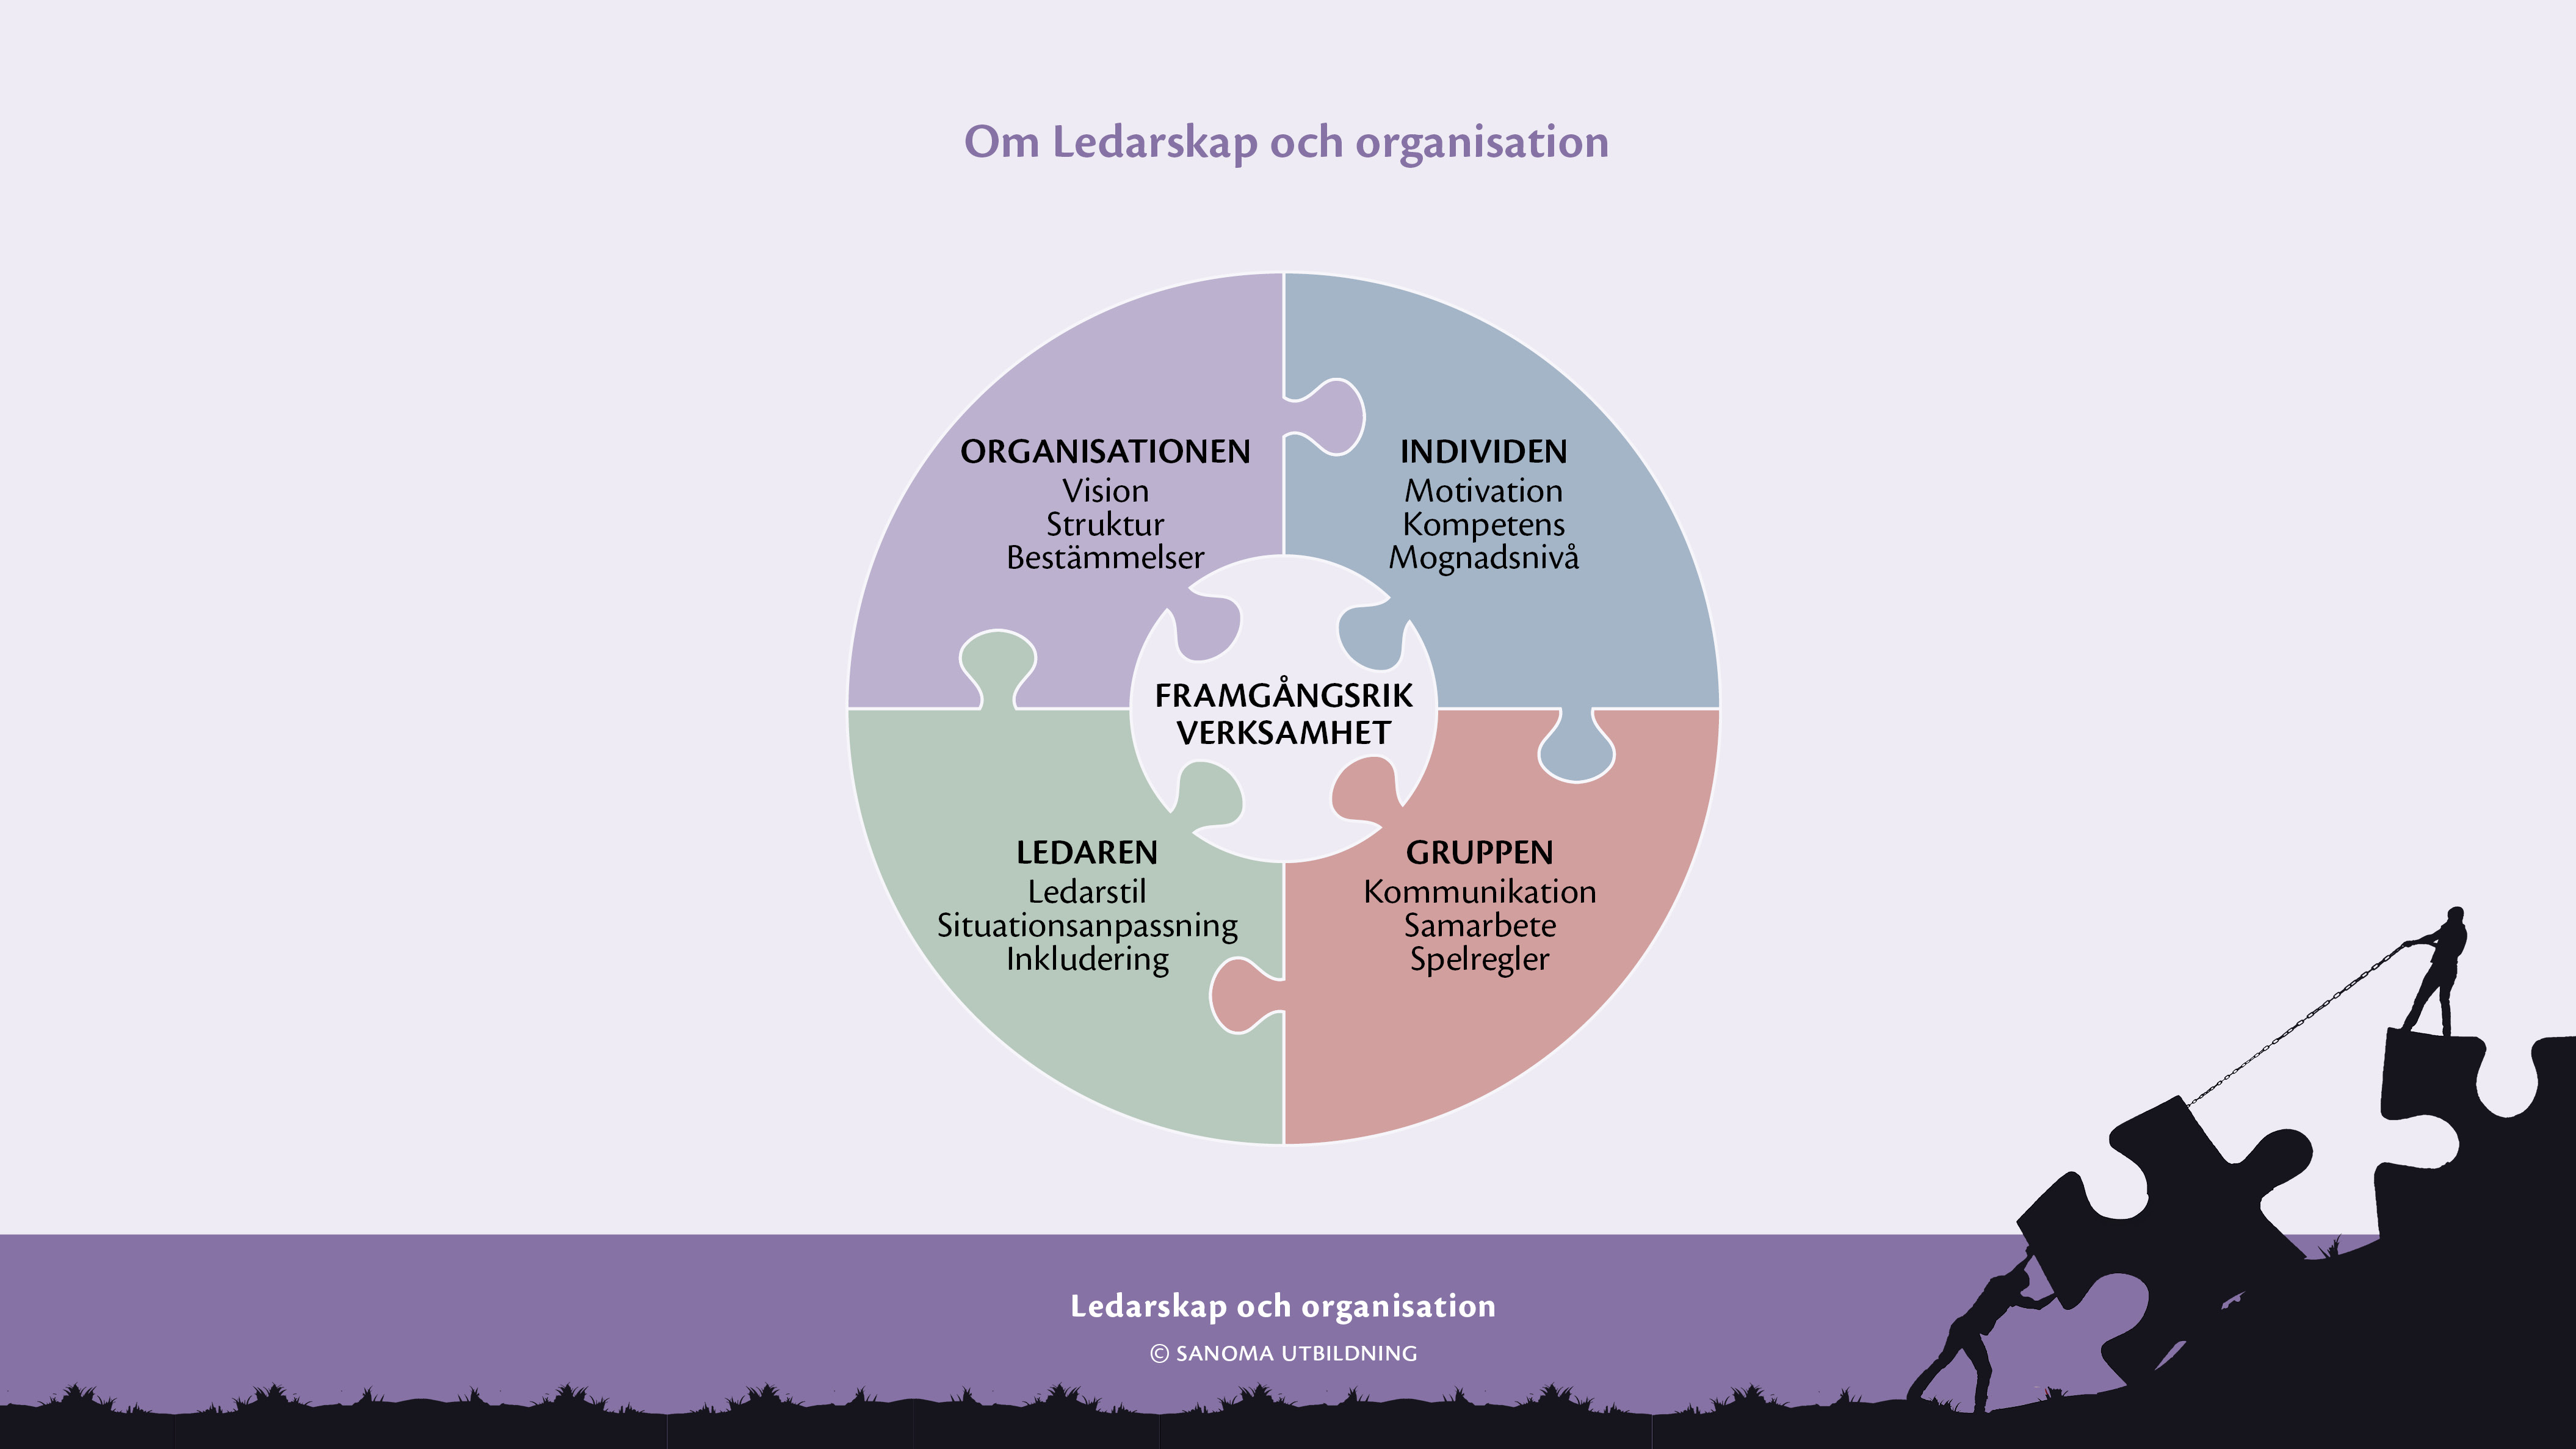 Om Ledarskap och organisation
ORGANISATIONEN
Vision
Struktur
Bestämmelser
INDIVIDEN
Motivation
Kompetens
Mognadsnivå
FRAMGÅNGSRIK
VERKSAMHET
LEDAREN
Ledarstil
Situationsanpassning
Inkludering
GRUPPEN
Kommunikation
Samarbete
Spelregler
Ledarskap och organisation
© SANOMA UTBILDNING